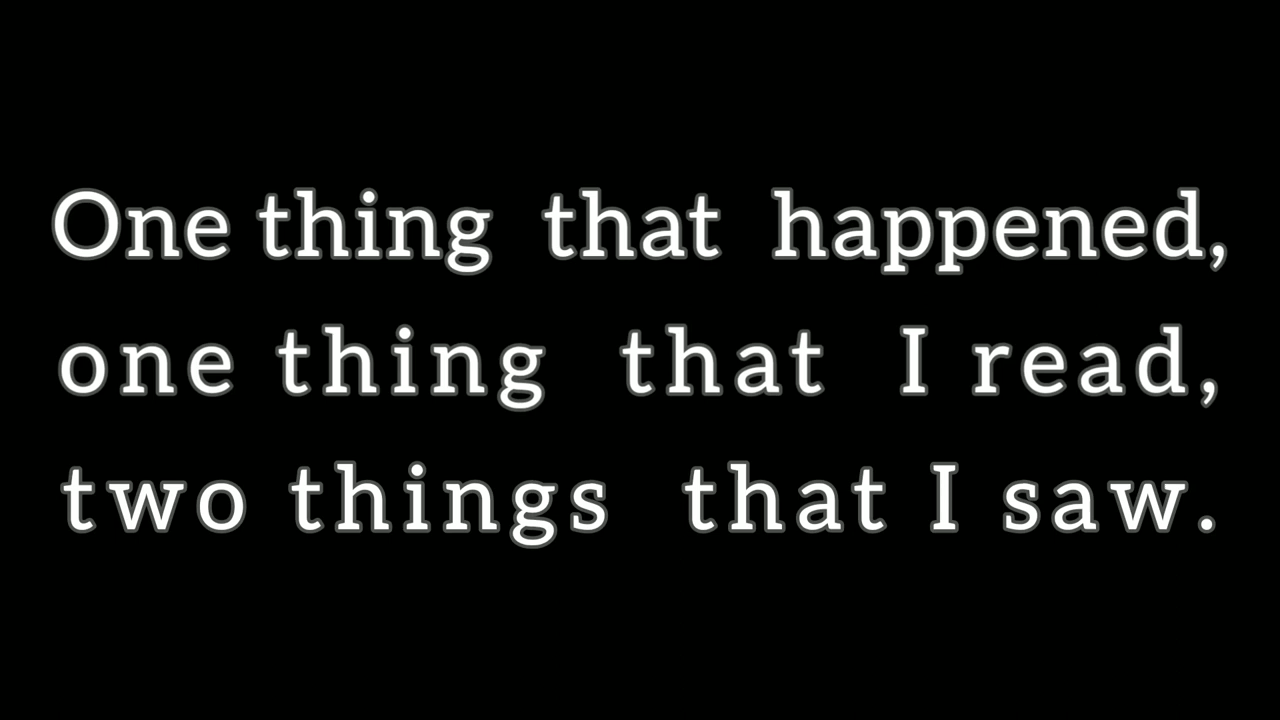 One thing that happened,
one thing that I read,
two things that I saw.